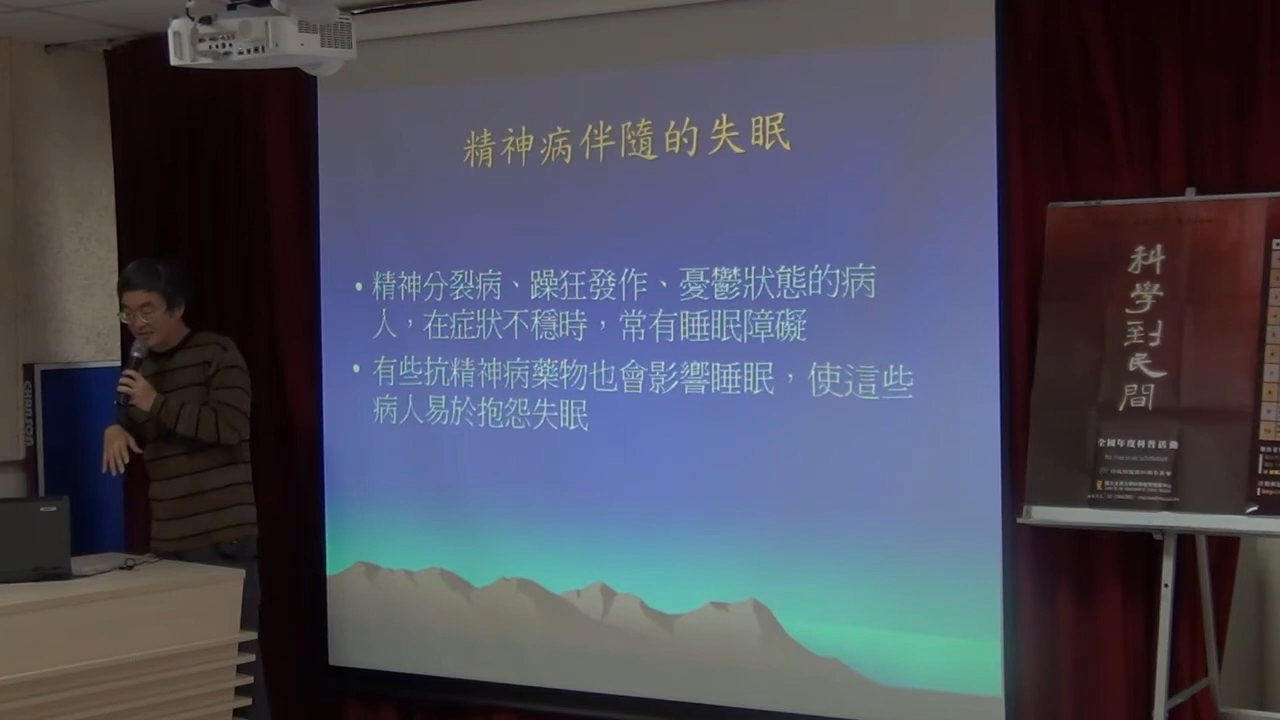 精神病伴隨的失眠
• 精神分裂病、躁狂發作、憂鬱狀態的病
人，在症狀不穩時，常有睡眠障礙
• 有些抗精神病藥物也會影響睡眠，使這些
病人易於抱怨失眠
科學到民間
全國年度科普活動